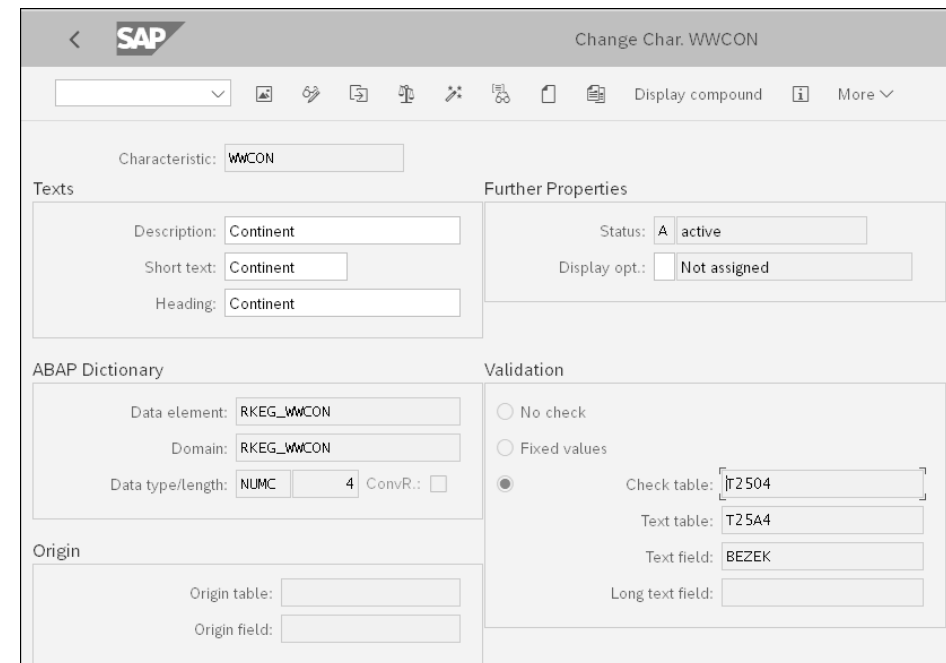 SAP
Change Char. WWCON
Display compound More
Characteristic: WWCON
Texts
Description: Continent
Short text: Continent
Heading: Continent
Further Properties
Status: A active
Display opt.: Not assigned
ABAP Dictionary
Data element: RKEG_WWCON
Domain: RKEG_WWCON
Data type/length: NUMC 4 ConvR.:
Validation
No check
Fixed values
Check table: T2504
Text table: T25A4
Text field: BEZEK
Long text field:
Origin
Origin table:
Origin field: